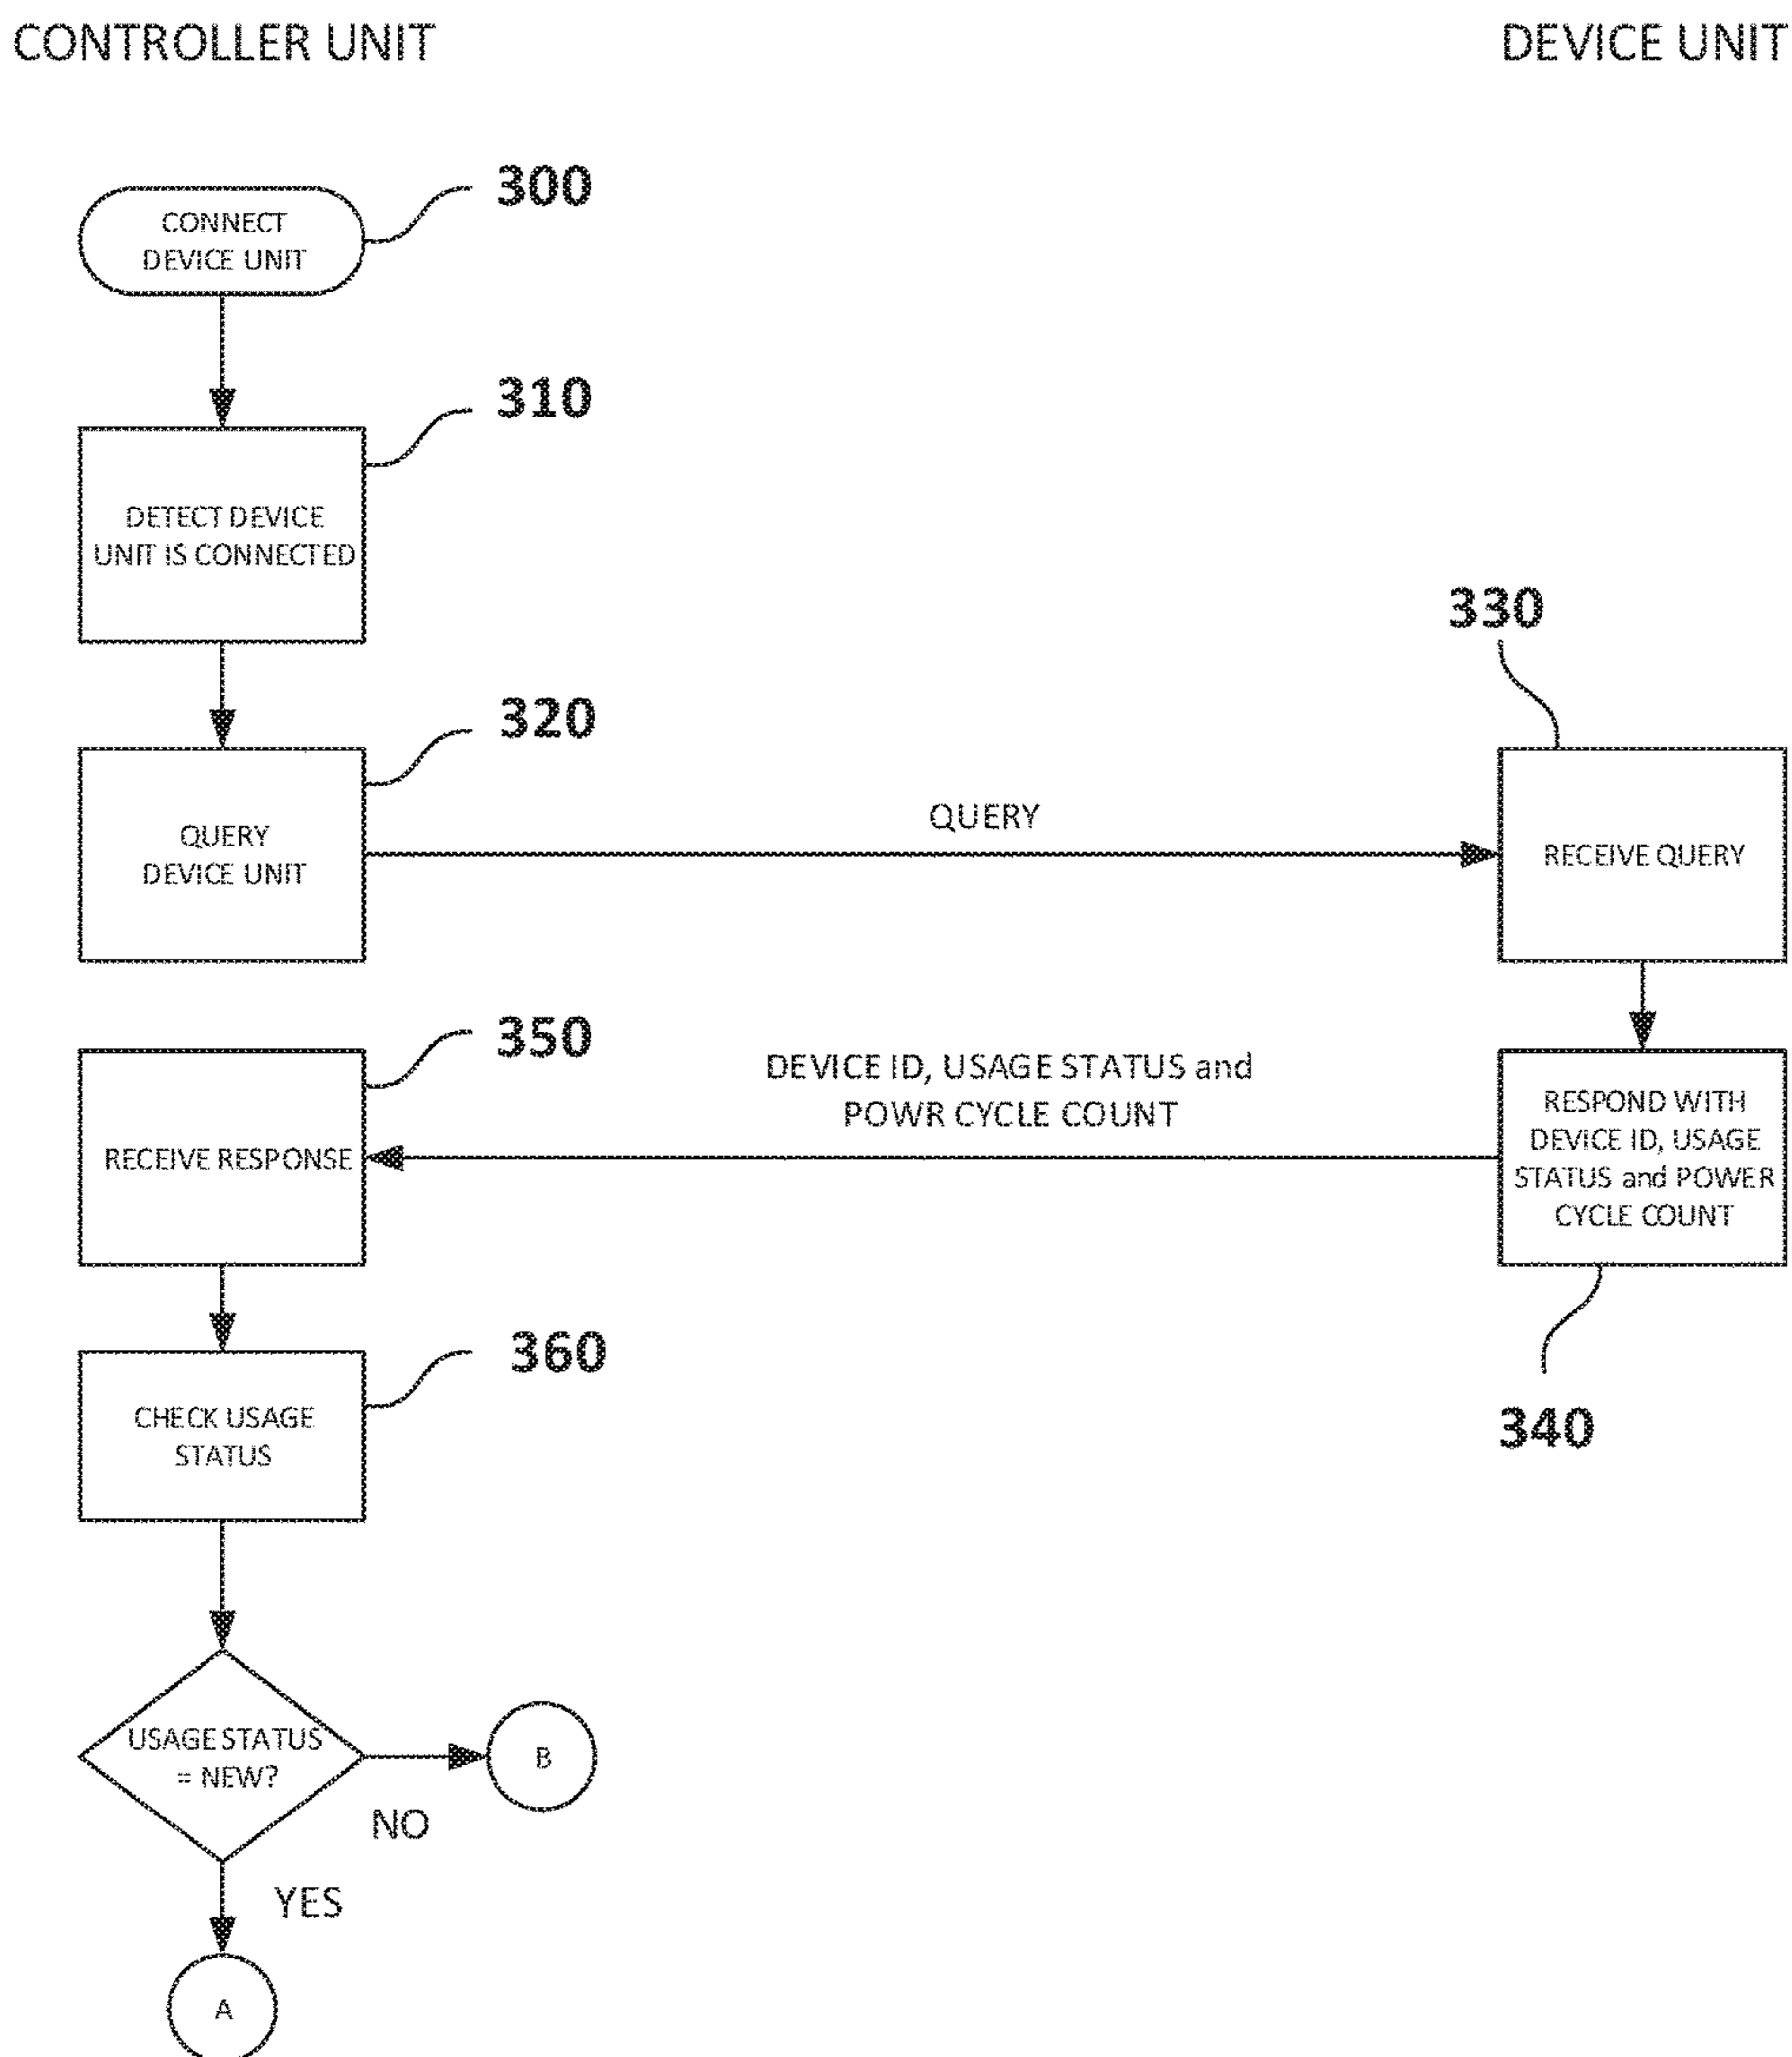 CONTROLLER UNIT
DEVICE UNIT
300
CONNECT
DEVICE UNIT
310
DETECT DEVICE
UNIT IS CONNECTED
320
QUERY
DEVICE UNIT
QUERY
330
RECEIVE QUERY
350
RECEIVE RESPONSE
DEVICE ID, USAGE STATUS and
POWR CYCLE COUNT
RESPOND WITH
DEVICE ID, USAGE
STATUS and POWER
CYCLE COUNT
340
360
CHECK USAGE
STATUS
USAGE STATUS
= NEW?
B
NO
YES
A